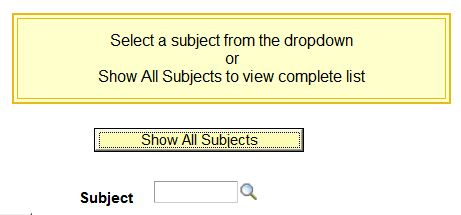 Select a subject from the dropdown
or
Show All Subjects to view complete list
Show All Subjects
Subject